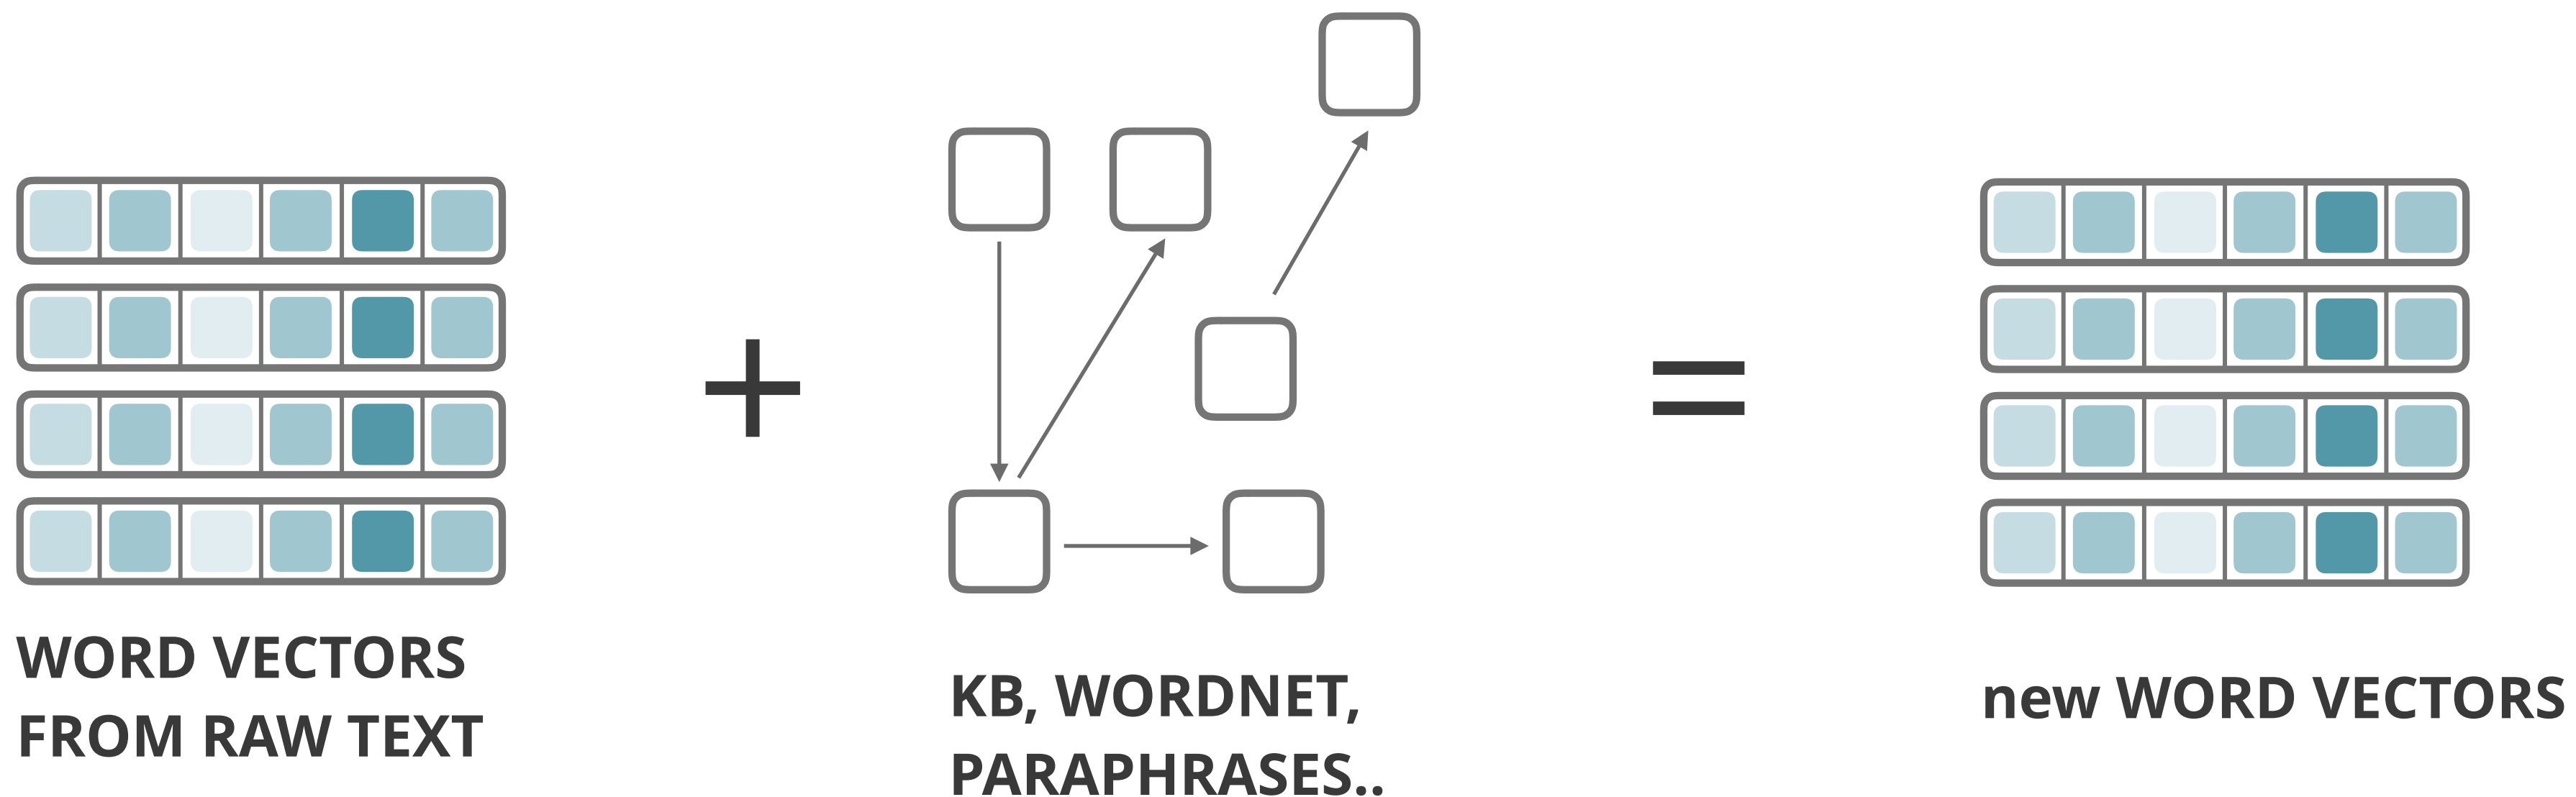 WORD VECTORS
FROM RAW TEXT
+
KB, WORDNET,
PARAPHRASES..
=
new WORD VECTORS